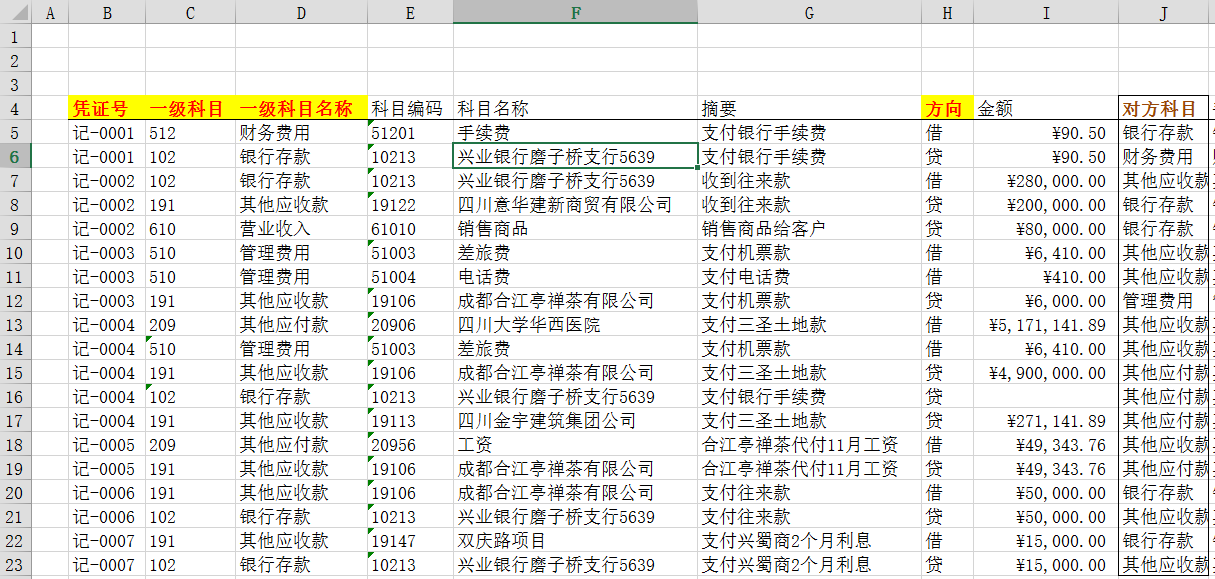 A B C D E F G H I J
1
2
3
4 凭证号 一级科目 一级科目名称 科目编码 科目名称 摘要 方向 金额 对方科目
5 记-0001 512 财务费用 51201 手续费 支付银行手续费 借 ¥90.50 银行存款
6 记-0001 102 银行存款 10213 兴业银行磨子桥支行5639 支付银行手续费 贷 ¥90.50 财务费用
7 记-0002 102 银行存款 10213 兴业银行磨子桥支行5639 收到往来款 借 ¥280,000.00 其他应收款
8 记-0002 191 其他应收款 19122 四川意华建新商贸有限公司 收到往来款 贷 ¥200,000.00 银行存款
9 记-0002 610 营业收入 61010 销售商品 销售商品给客户 贷 ¥80,000.00 银行存款
10 记-0003 510 管理费用 51003 差旅费 支付机票款 借 ¥6,410.00 其他应收款
11 记-0003 510 管理费用 51004 电话费 支付电话费 借 ¥410.00 其他应收款
12 记-0003 191 其他应收款 19106 成都合江亭禅茶有限公司 支付机票款 贷 ¥6,000.00 管理费用
13 记-0004 209 其他应付款 20906 四川大学华西医院 支付三圣土地款 借 ¥5,171,141.89 其他应收款
14 记-0004 510 管理费用 51003 差旅费 支付机票款 借 ¥6,410.00 其他应收款
15 记-0004 191 其他应收款 19106 成都合江亭禅茶有限公司 支付三圣土地款 贷 ¥4,900,000.00 其他应付款
16 记-0004 102 银行存款 10213 兴业银行磨子桥支行5639 支付银行手续费 贷 其他应付款
17 记-0004 191 其他应收款 19113 四川金宇建筑集团公司 支付三圣土地款 贷 ¥271,141.89 其他应付款
18 记-0005 209 其他应付款 20956 工资 合江亭禅茶代付11月工资 借 ¥49,343.76 其他应收款
19 记-0005 191 其他应收款 19106 成都合江亭禅茶有限公司 合江亭禅茶代付11月工资 贷 ¥49,343.76 其他应付款
20 记-0006 191 其他应收款 19106 成都合江亭禅茶有限公司 支付往来款 借 ¥50,000.00 银行存款
21 记-0006 102 银行存款 10213 兴业银行磨子桥支行5639 支付往来款 贷 ¥50,000.00 其他应收款
22 记-0007 191 其他应收款 19147 双庆路项目 支付兴蜀商2个月利息 借 ¥15,000.00 银行存款
23 记-0007 102 银行存款 10213 兴业银行磨子桥支行5639 支付兴蜀商2个月利息 贷 ¥15,000.00 其他应收款